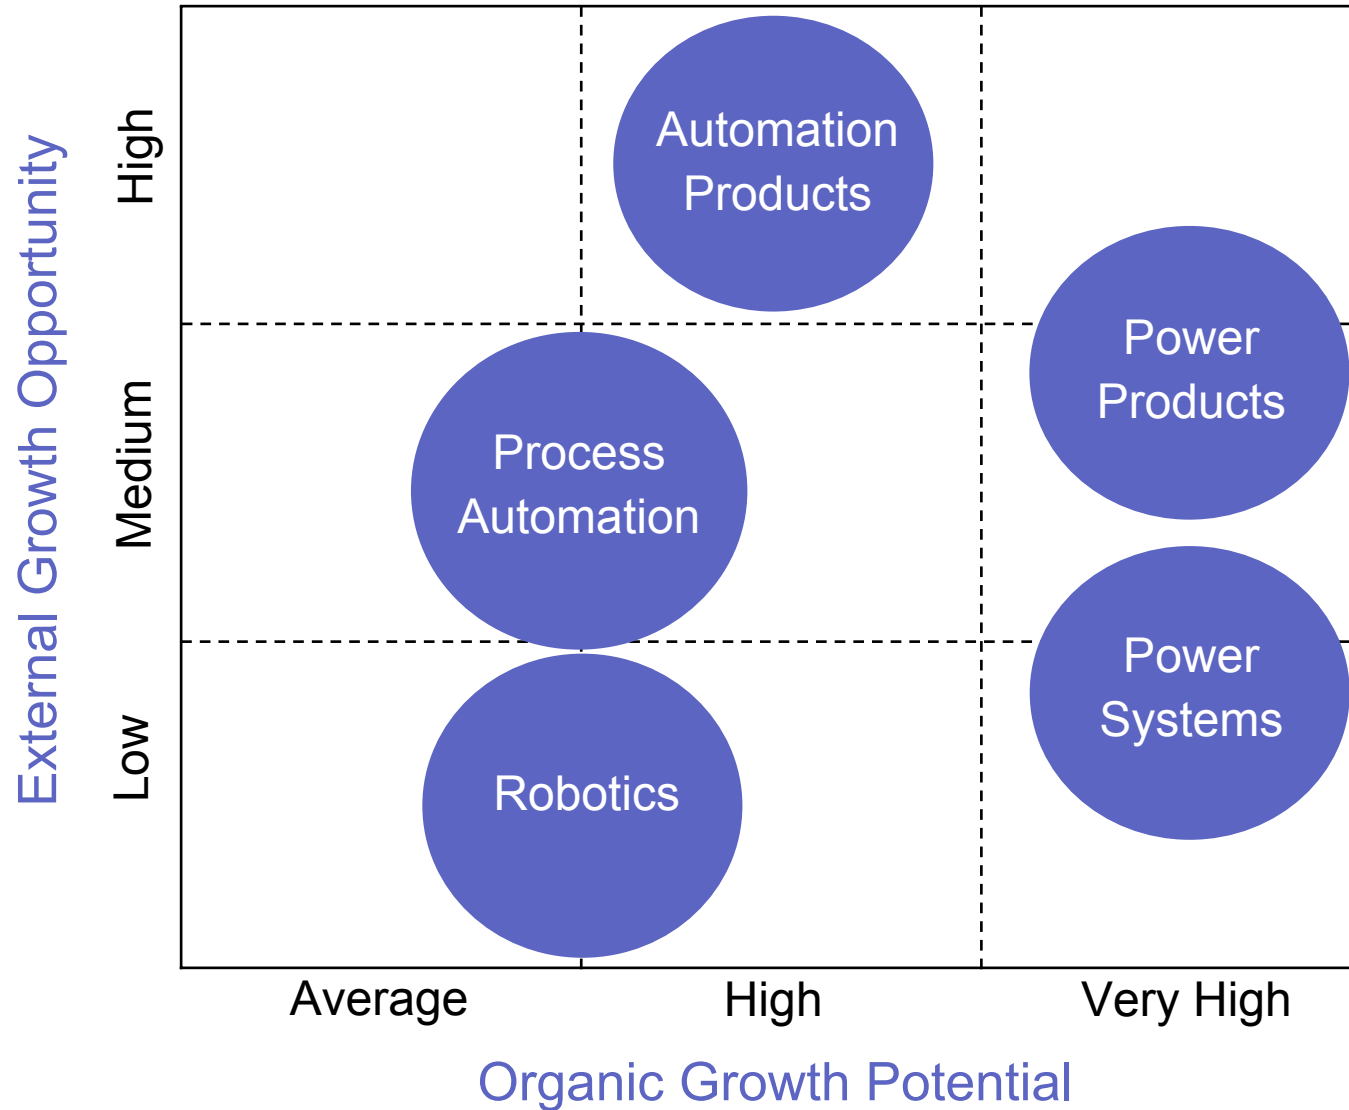 External Growth Opportunity
High
Medium
Low
Automation
Products
Power
Products
Process
Automation
Power
Systems
Robotics
Average
High
Very High
Organic Growth Potential